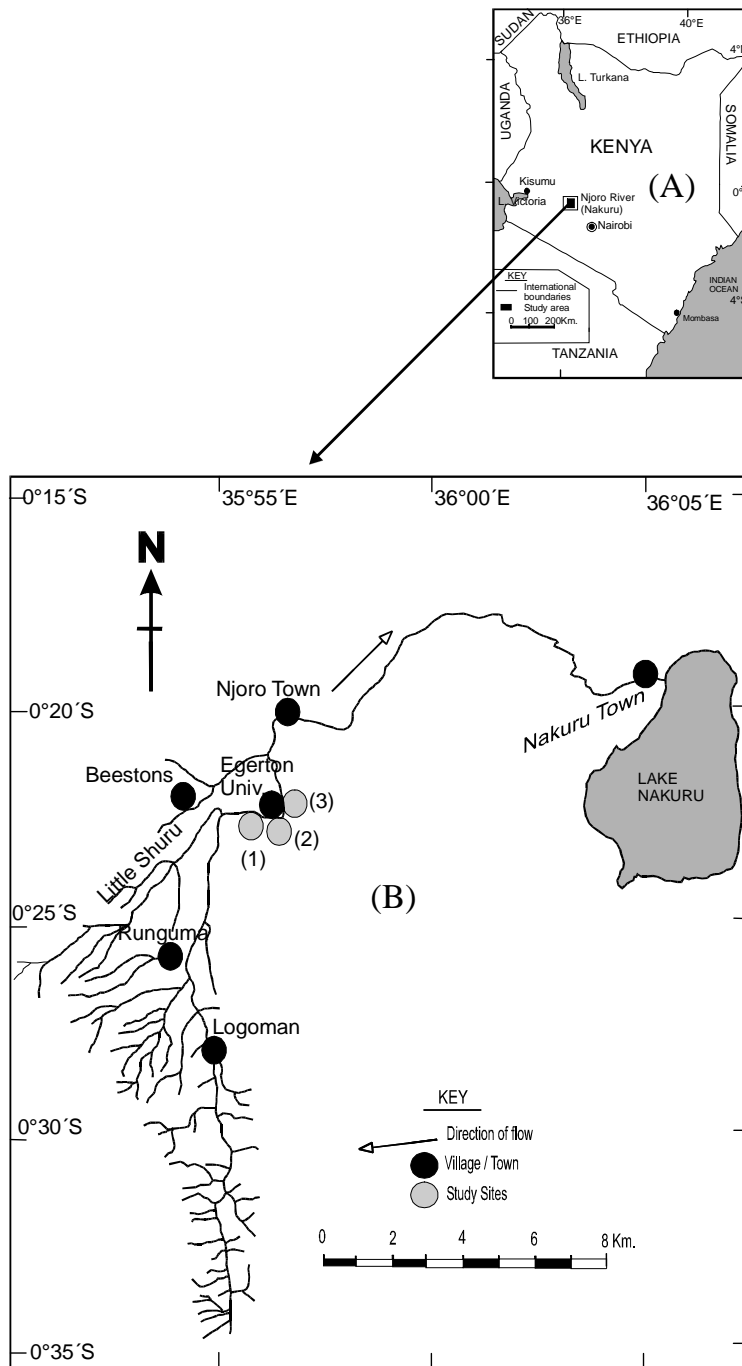 SUDAN
36°E
40°E
ETHIOPIA
L. Turkana
UGANDA
SOMALIA
KENYA
(A)
Kisumu
L. Victoria
Njoro River
(Nakuru)
Nairobi
KEY
International
boundaries
Study area
0 100 200Km.
INDIAN
OCEAN
Mombasa
TANZANIA
0°15´S
35°55´E
36°00´E
36°05´E
N
Njoro Town
0°20´S
Nakuru Town
Beestons
Egerton
Univ.
(3)
(1)
(2)
LAKE
NAKURU
Little Shuru
(B)
0°25´S
Runguma
Logoman
KEY
Direction of flow
Village / Town
Study Sites
0°30´S
0 2 4 6 8 Km.
0°35´S